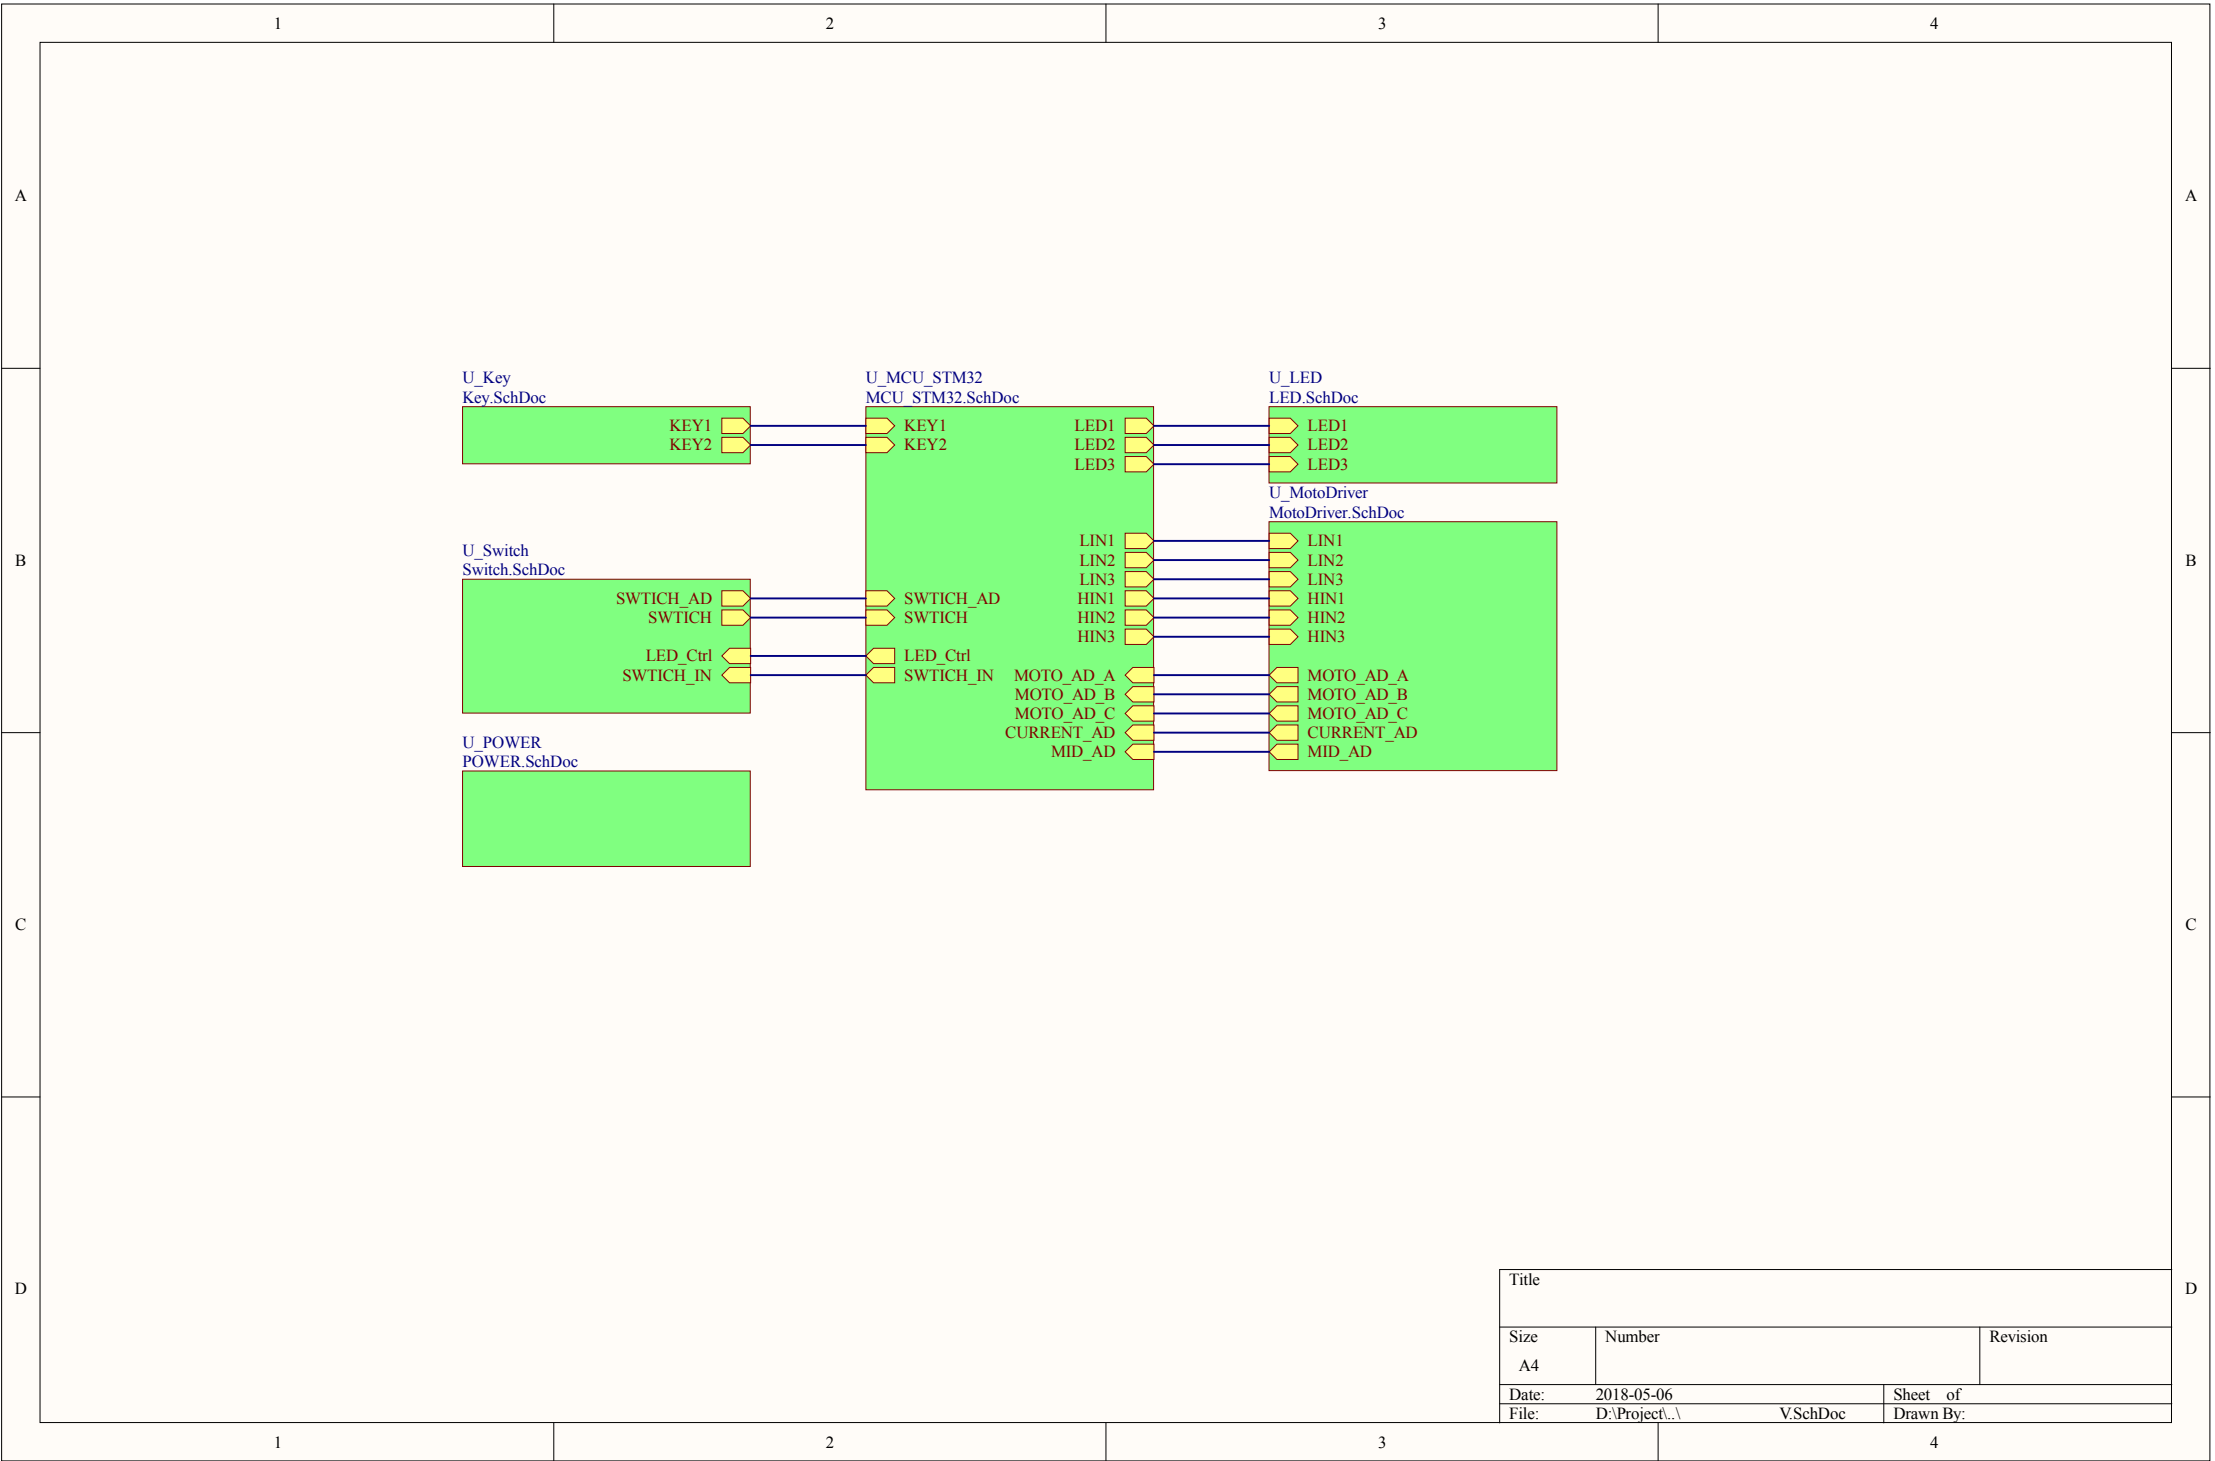 1 2 3 4
A A
U_Key
Key.SchDoc
KEY1
KEY2
U_MCU_STM32
MCU_STM32.SchDoc
KEY1 LED1
KEY2 LED2
LED3
LIN1
LIN2
LIN3
SWTICH_AD HIN1
SWTICH HIN2
HIN3
LED_Ctrl
SWTICH_IN MOTO_AD_A
MOTO_AD_B
MOTO_AD_C
CURRENT_AD
MID_AD
U_LED
LED.SchDoc
LED1
LED2
LED3
U_MotoDriver
MotoDriver.SchDoc
LIN1
LIN2
LIN3
HIN1
HIN2
HIN3
MOTO_AD_A
MOTO_AD_B
MOTO_AD_C
CURRENT_AD
MID_AD
B B
U_Switch
Switch.SchDoc
SWTICH_AD
SWTICH
LED_Ctrl
SWTICH_IN
U_POWER
POWER.SchDoc
C C
D D
Title
Size Number Revision
A4
Date: 2018-05-06 Sheet of
File: D:\Project\..\ V.SchDoc Drawn By:
1 2 3 4